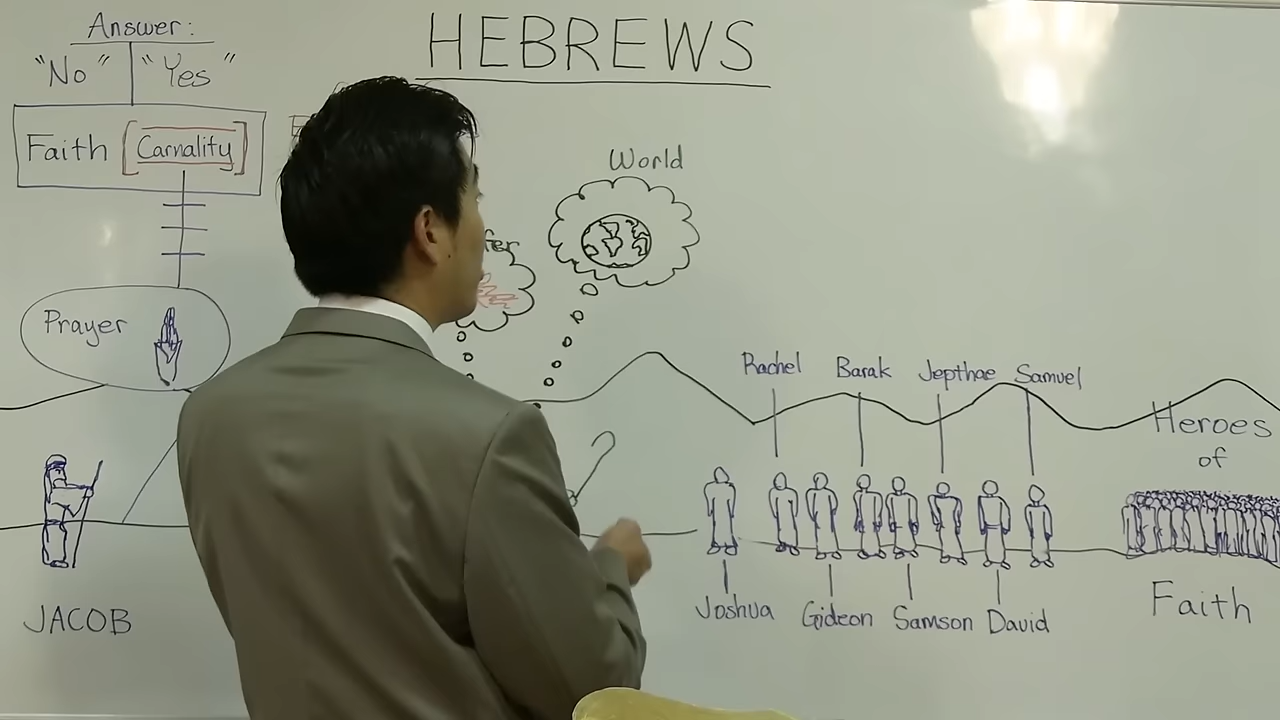 HEBREWS
Answer:
"No" "Yes"
Faith [Carnality]
World
Prayer
Rachel Barak Jepthae Samuel
Heroes
of
Faith
JACOB
Joshua Gideon Samson David